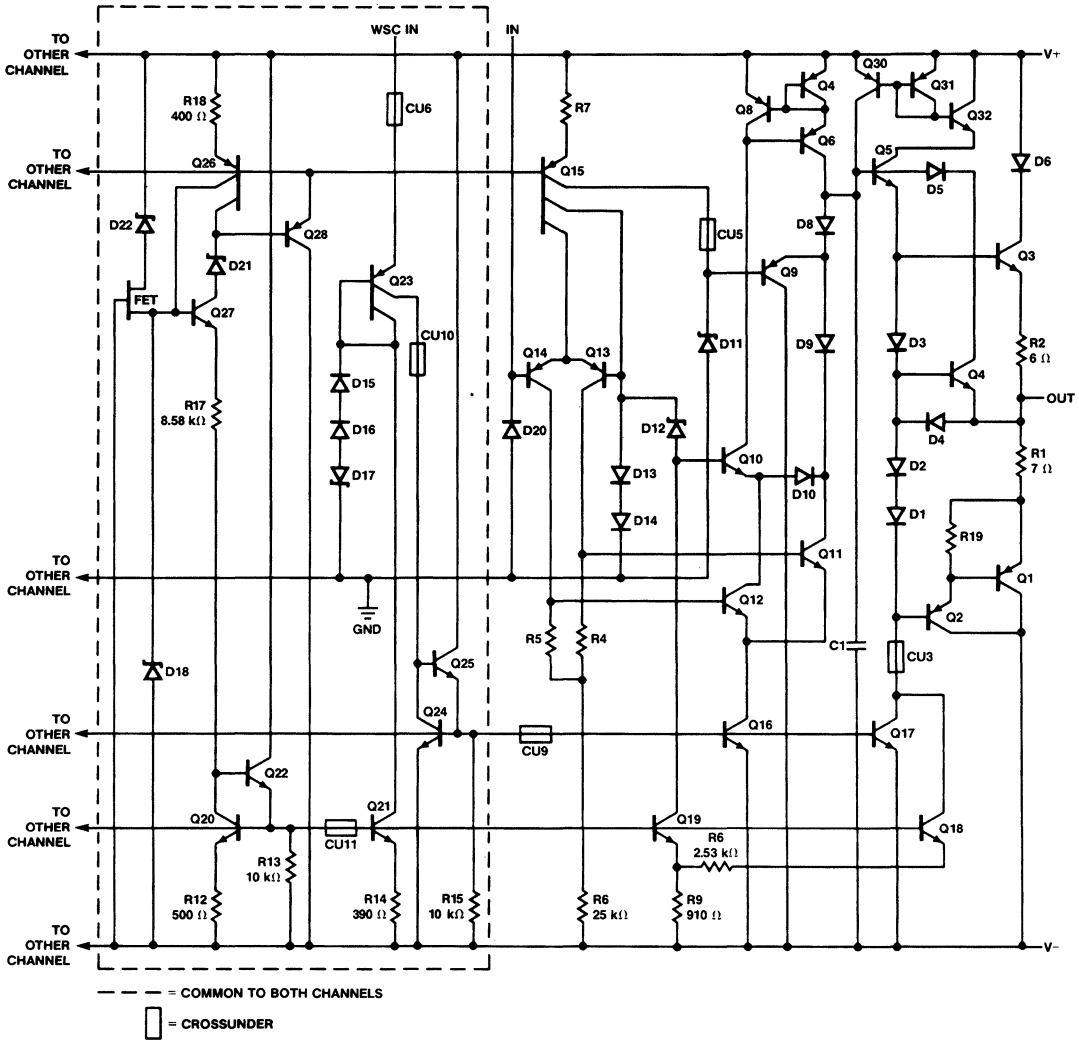 WSC IN
IN
TO
OTHER
CHANNEL
V+
Q30
Q4
Q31
R18
400 Ω
CU6
R7
Q8
Q32
Q6
TO
OTHER
CHANNEL
Q26
Q15
Q5
D6
D5
D22
Q28
CU5
D8
D21
Q23
Q9
Q3
FET
Q27
CU10
D11
D9
D3
R2
6 Ω
Q14
Q13
Q4
D15
OUT
R17
8.58 kΩ
D16
D20
D12
D4
Q10
R1
7 Ω
D17
D13
D10
D2
D14
D1
R19
Q11
TO
OTHER
CHANNEL
Q12
Q1
GND
Q2
R5
R4
C1
CU3
D18
Q25
TO
OTHER
CHANNEL
Q24
Q16
Q17
CU9
Q22
TO
OTHER
CHANNEL
Q20
Q21
Q19
Q18
CU11
R6
2.53 kΩ
R13
10 kΩ
R12
500 Ω
R14
390 Ω
R15
10 kΩ
R6
25 kΩ
R9
910 Ω
TO
OTHER
CHANNEL
V−
= COMMON TO BOTH CHANNELS
= CROSSUNDER